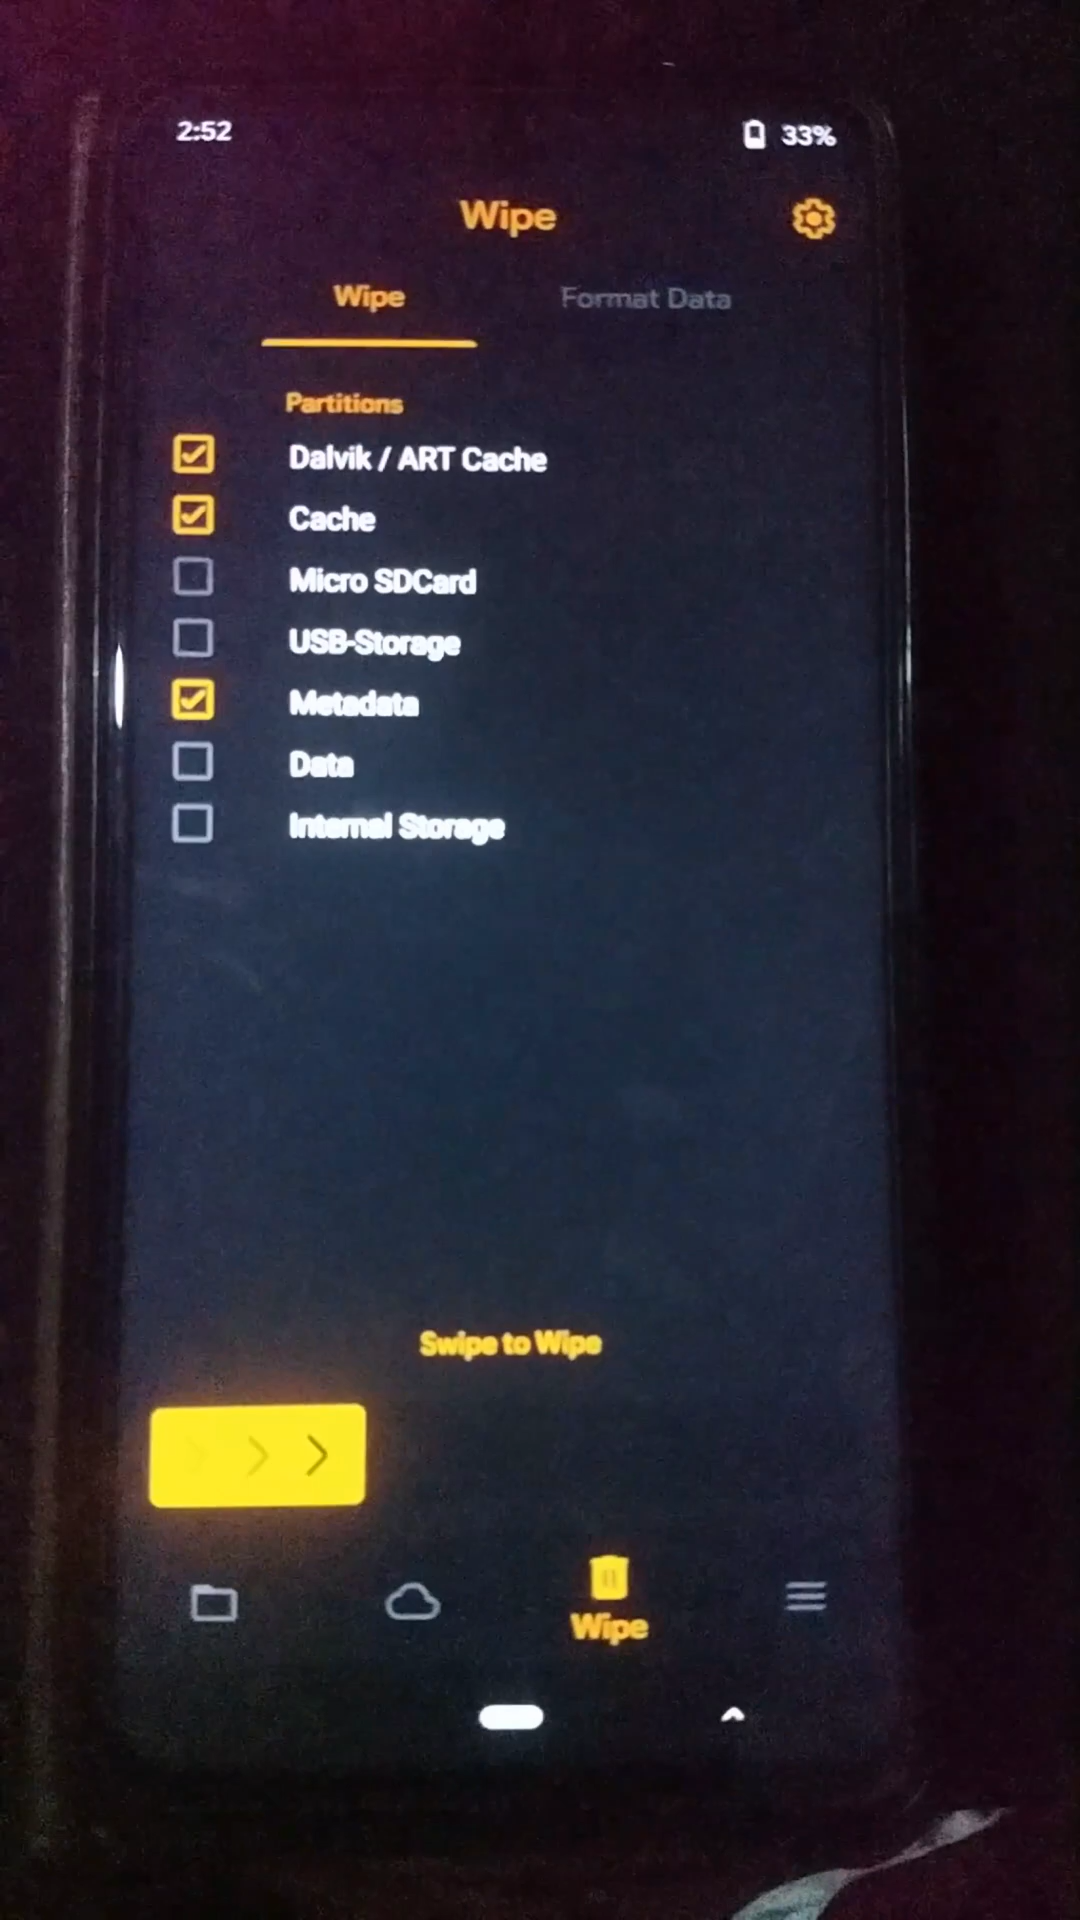 2:52 33%
Wipe
Wipe Format Data
Partitions
Dalvik / ART Cache
Cache
Micro SDCard
USB-Storage
Metadata
Data
Internal Storage
Swipe to Wipe
Wipe